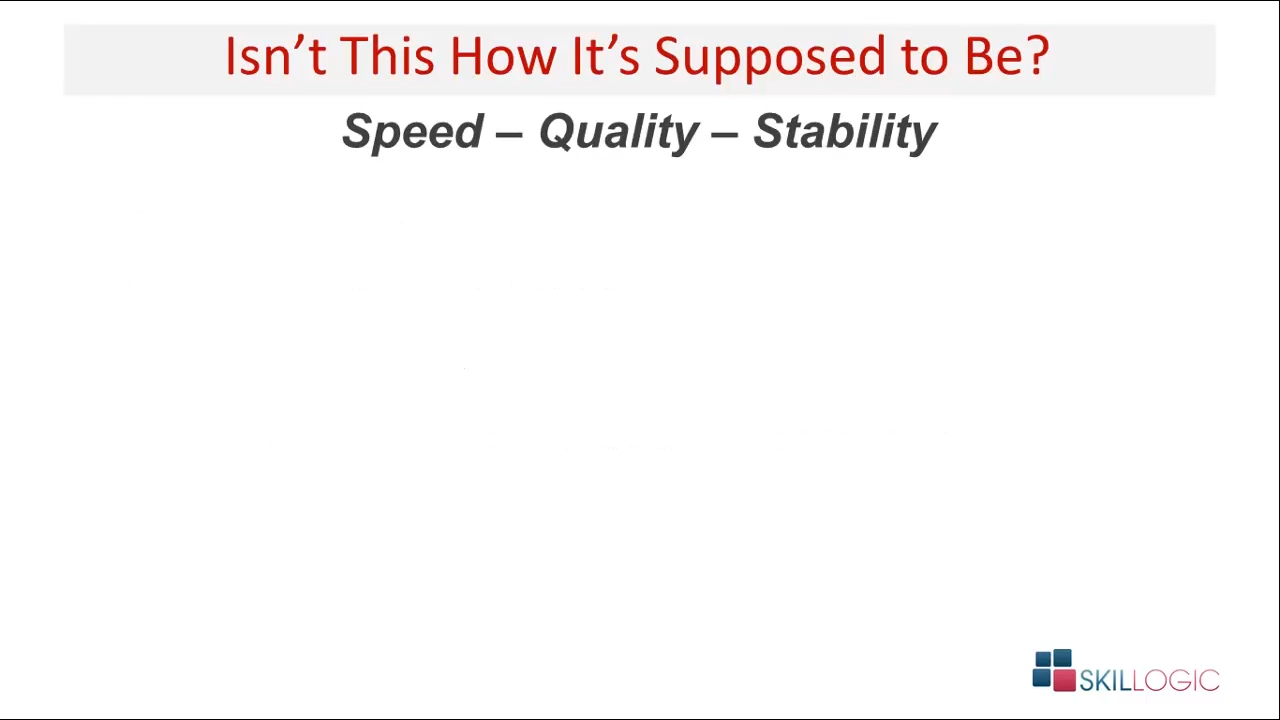 Isn’t This How It’s Supposed to Be?
Speed – Quality – Stability
SKILLOGIC